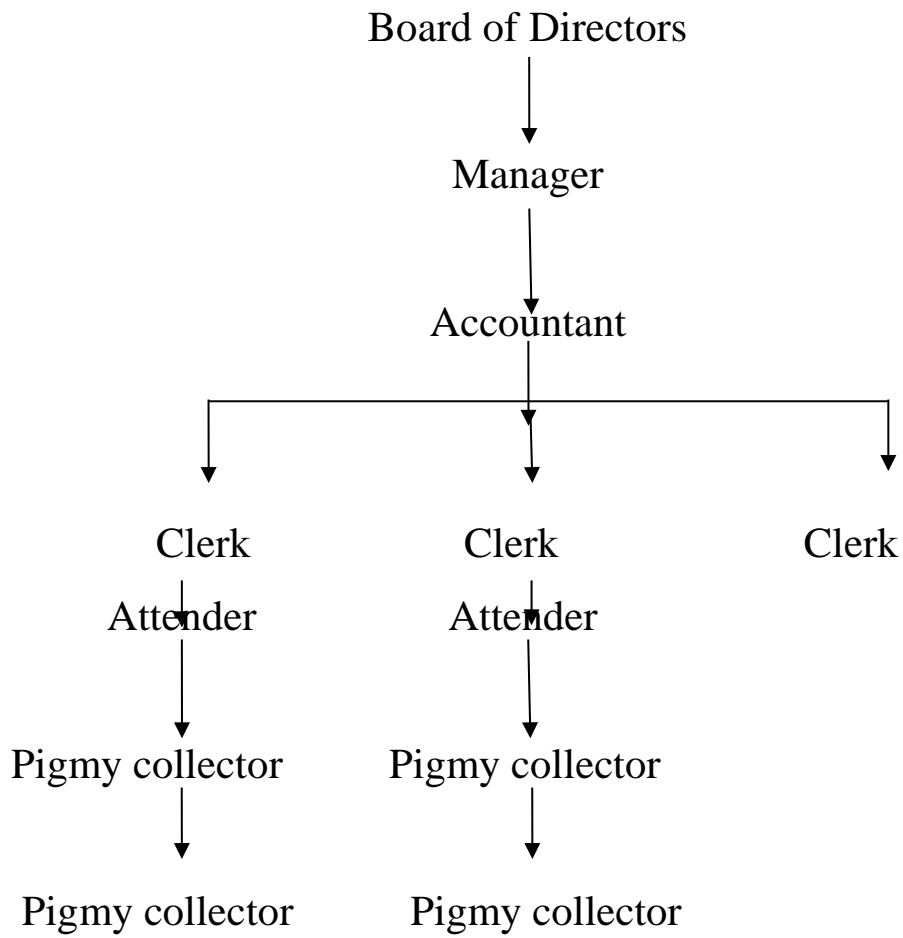 Board of Directors
Manager
Accountant
Clerk Clerk Clerk
Attender Attender
Pigmy collector Pigmy collector
Pigmy collector Pigmy collector